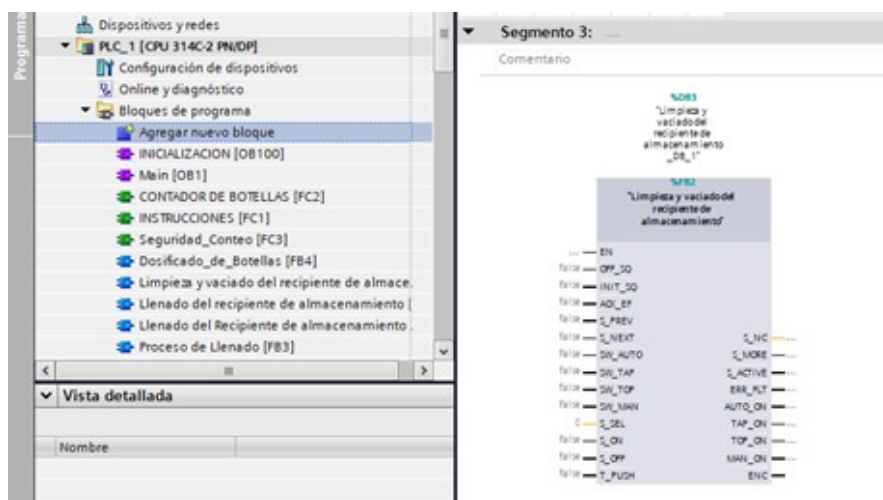 Programa
Dispositivos y redes
PLC_1 [CPU 314C-2 PN/DP]
Configuración de dispositivos
Online y diagnóstico
Bloques de programa
Agregar nuevo bloque
INICIALIZACION [OB100]
Main [OB1]
CONTADOR DE BOTELLAS [FC2]
INSTRUCCIONES [FC1]
Seguridad_Conteo [FC3]
Dosificado_de_Botellas [FB4]
Limpieza y vaciado del recipiente de almace.
Llenado del recipiente de almacenamiento [
Llenado del Recipiente de almacenamiento .
Proceso de Llenado [FB3]
Vista detallada
Nombre
Segmento 3: .....
Comentario
%DB3
"Limpieza y
vaciado del
recipiente de
almacenamiento
_DB_1"
%FB2
"Limpieza y vaciado del
recipiente de
almacenamiento"
... EN
false OFF_SQ
false INIT_SQ
false ACK_EF
false S_PREV
false S_NEXT S_NO ...
false SW_AUTO S_MORE ...
false SW_TAP S_ACTIVE ...
false SW_TOP ERR_FLT ...
false SW_MAN AUTO_ON ...
0 S_SEL TAP_ON ...
false S_ON TOP_ON ...
false S_OFF MAN_ON ...
false T_PUSH ENO